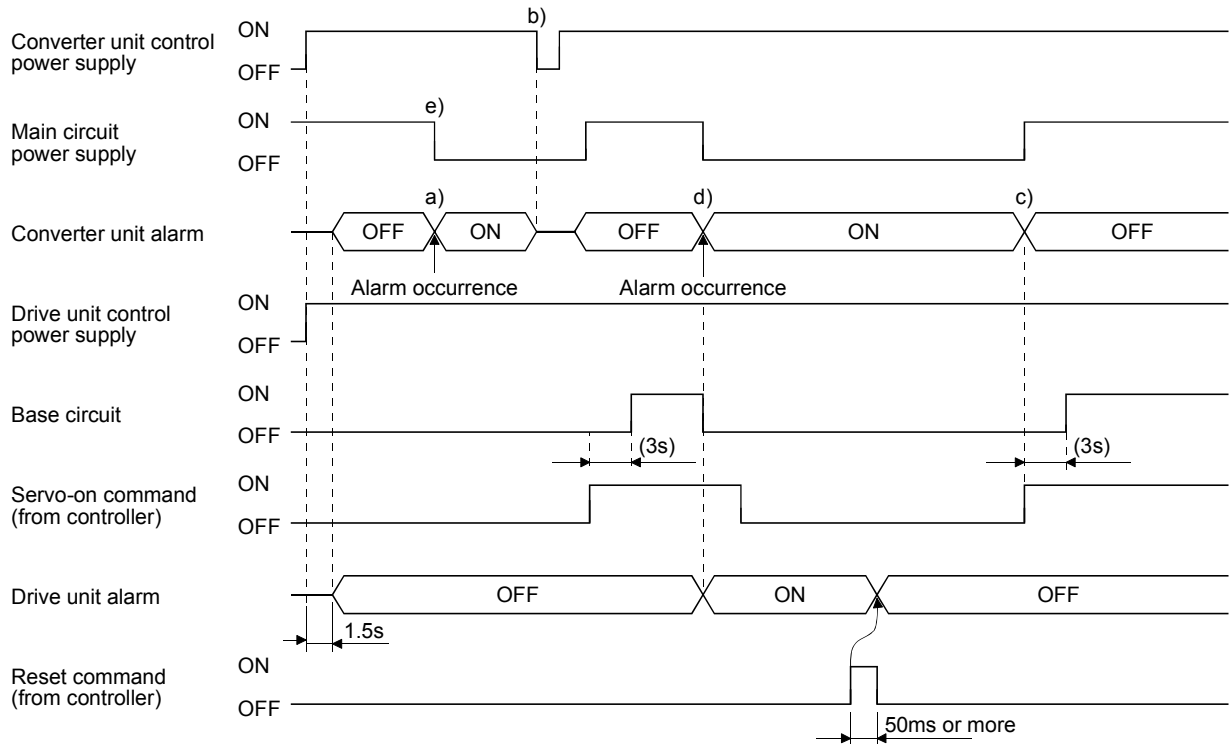 Converter unit control
power supply
ON
OFF
b)
Main circuit
power supply
ON
OFF
e)
Converter unit alarm
a)
d)
c)
OFF
ON
OFF
ON
OFF
Alarm occurrence
Alarm occurrence
Drive unit control
power supply
ON
OFF
Base circuit
ON
OFF
(3s)
(3s)
Servo-on command
(from controller)
ON
OFF
Drive unit alarm
OFF
ON
OFF
1.5s
Reset command
(from controller)
ON
OFF
50ms or more